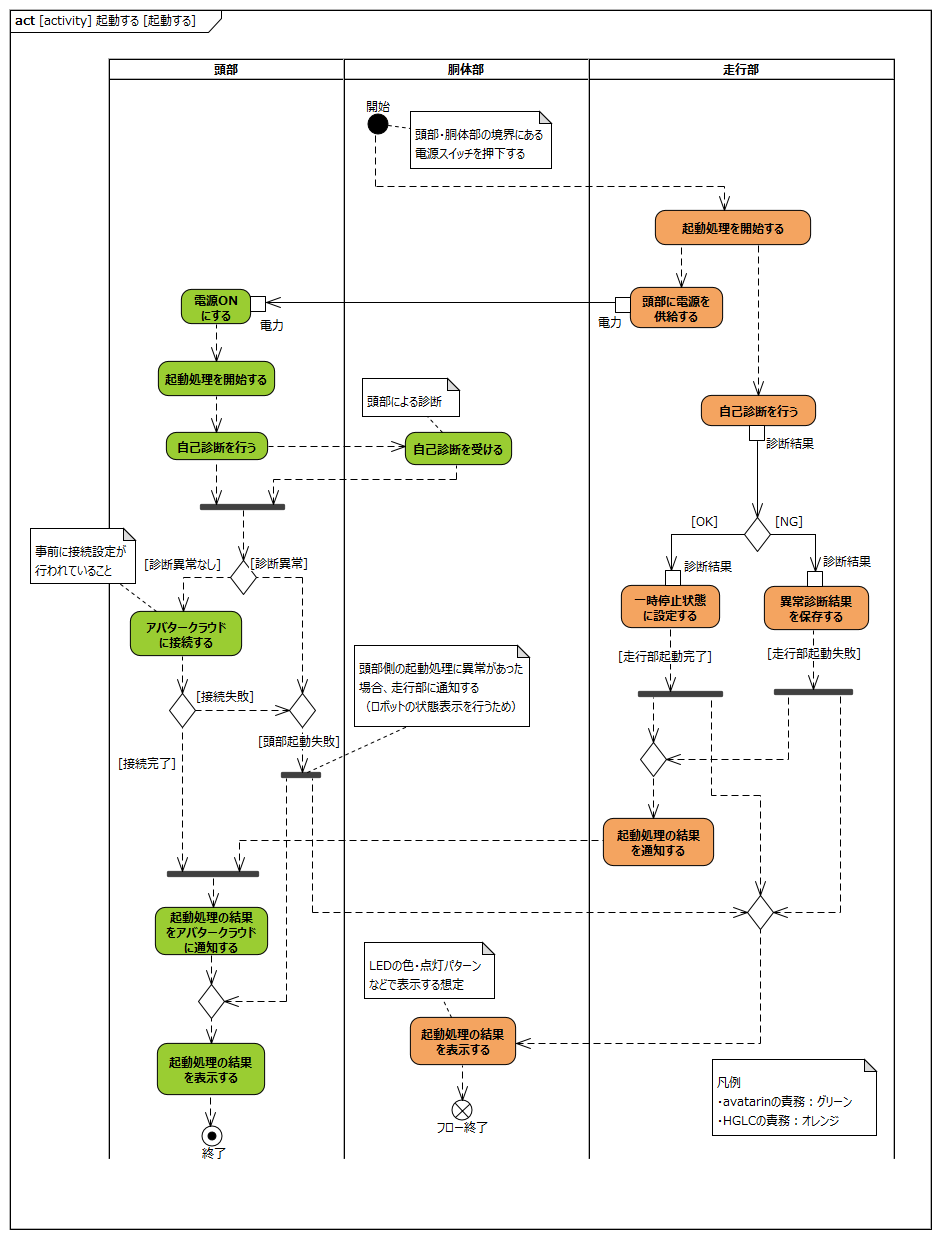 act [activity] 起動する [起動する]
頭部
胴体部
走行部
開始
頭部・胴体部の境界にある
電源スイッチを押下する
起動処理を開始する
電源ON
にする
電力
頭部に電源を
供給する
電力
起動処理を開始する
頭部による診断
自己診断を行う
自己診断を行う
自己診断を受ける
診断結果
事前に接続設定が
行われていること
[診断異常なし]
[診断異常]
[OK]
[NG]
診断結果
診断結果
アバタークラウド
に接続する
一時停止状態
に設定する
異常診断結果
を保存する
頭部側の起動処理に異常があった
場合、走行部に通知する
（ロボットの状態表示を行うため）
[走行部起動完了]
[走行部起動失敗]
[接続失敗]
[頭部起動失敗]
[接続完了]
起動処理の結果
を通知する
起動処理の結果
をアバタークラウド
に通知する
LEDの色・点灯パターン
などで表示する想定
起動処理の結果
を表示する
起動処理の結果
を表示する
凡例
・avatarinの責務：グリーン
・HGLCの責務：オレンジ
フロー終了
終了